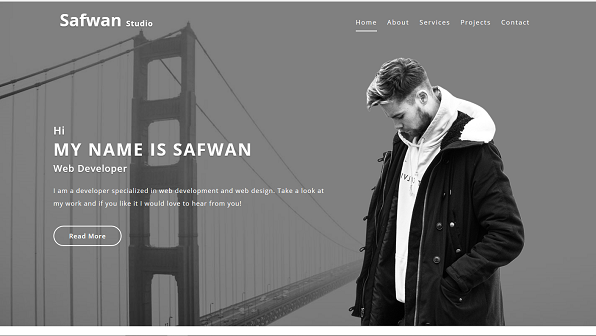 Safwan Studio
Home About Services Projects Contact
Hi
MY NAME IS SAFWAN
Web Developer
I am a developer specialized in web development and web design. Take a look at
my work and if you like it I would love to hear from you!
Read More